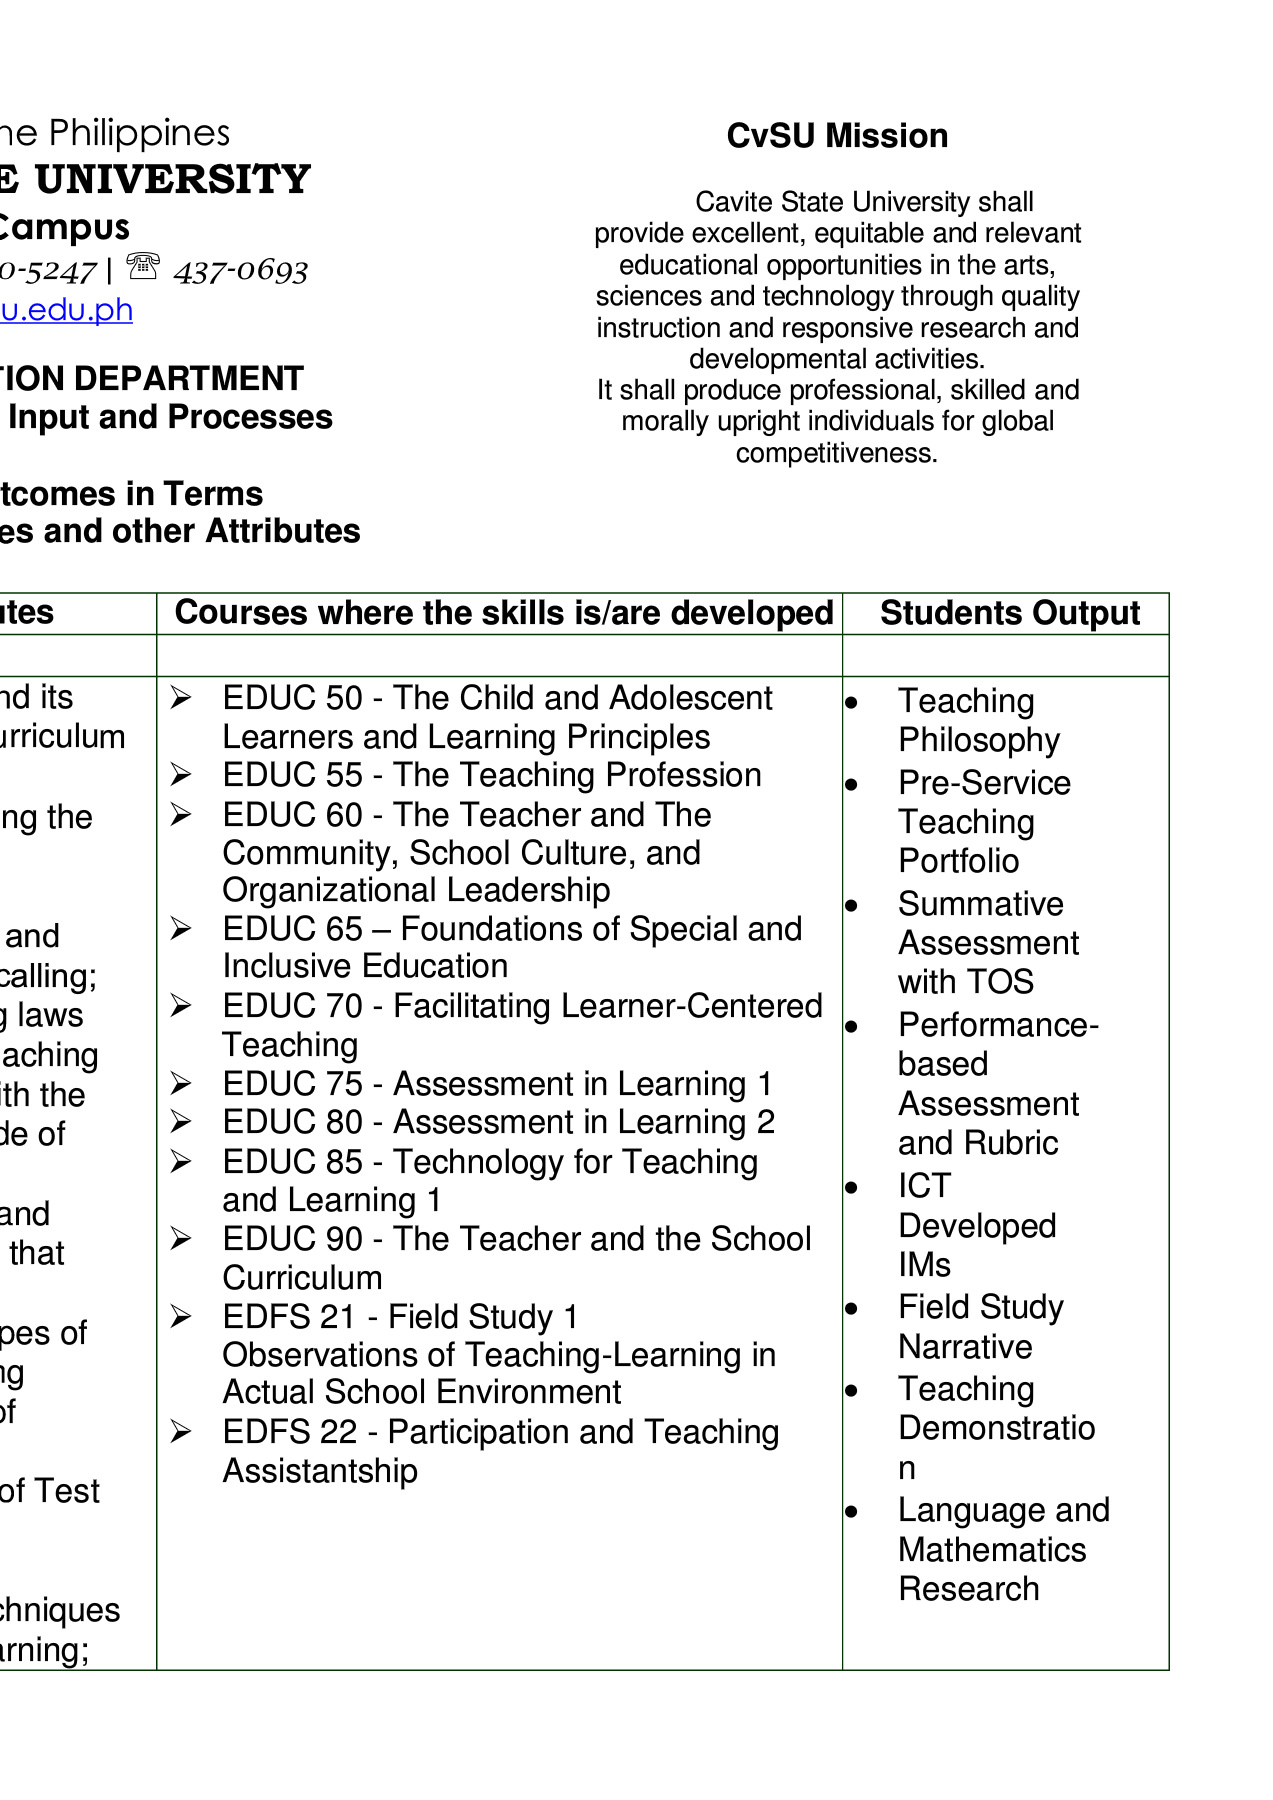 ne Philippines
E UNIVERSITY
Campus
0-5247 | ☏ 437-0693
u.edu.ph
TION DEPARTMENT
Input and Processes
tcomes in Terms
es and other Attributes
CvSU Mission
Cavite State University shall
provide excellent, equitable and relevant
educational opportunities in the arts,
sciences and technology through quality
instruction and responsive research and
developmental activities.
It shall produce professional, skilled and
morally upright individuals for global
competitiveness.
utes
nd its
urriculum
ing the
and
calling;
g laws
eaching
ith the
de of
and
that
pes of
ng
of
of Test
chniques
arning;
Courses where the skills is/are developed
➢ EDUC 50 - The Child and Adolescent
Learners and Learning Principles
➢ EDUC 55 - The Teaching Profession
➢ EDUC 60 - The Teacher and The
Community, School Culture, and
Organizational Leadership
➢ EDUC 65 – Foundations of Special and
Inclusive Education
➢ EDUC 70 - Facilitating Learner-Centered
Teaching
➢ EDUC 75 - Assessment in Learning 1
➢ EDUC 80 - Assessment in Learning 2
➢ EDUC 85 - Technology for Teaching
and Learning 1
➢ EDUC 90 - The Teacher and the School
Curriculum
➢ EDFS 21 - Field Study 1
Observations of Teaching-Learning in
Actual School Environment
➢ EDFS 22 - Participation and Teaching
Assistantship
Students Output
● Teaching
Philosophy
● Pre-Service
Teaching
Portfolio
● Summative
Assessment
with TOS
● Performance-
based
Assessment
and Rubric
● ICT
Developed
IMs
● Field Study
Narrative
● Teaching
Demonstratio
n
● Language and
Mathematics
Research